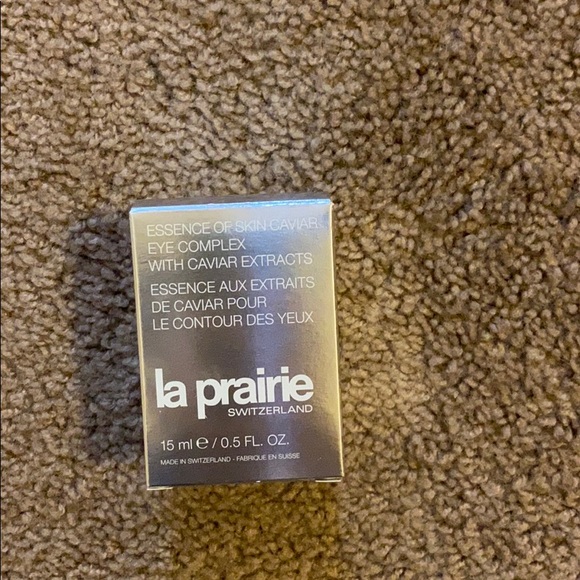 ESSENCE OF SKIN CAVIAR
EYE COMPLEX
WITH CAVIAR EXTRACTS
ESSENCE AUX EXTRAITS
DE CAVIAR POUR
LE CONTOUR DES YEUX
la prairie
SWITZERLAND
15 ml ℮ / 0.5 FL. OZ.
MADE IN SWITZERLAND - FABRIQUE EN SUISSE